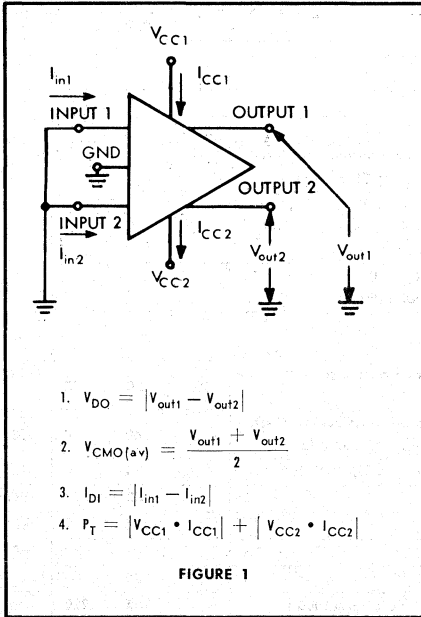 V_CC1
I_in1
I_CC1
INPUT 1
OUTPUT 1
GND
OUTPUT 2
INPUT 2
I_in2
I_CC2
V_out2
V_out1
V_CC2
1. V_DO = |V_out1 − V_out2|
2. V_CMO(av) = (V_out1 + V_out2) / 2
3. I_DI = |I_in1 − I_in2|
4. P_T = |V_CC1 • I_CC1| + |V_CC2 • I_CC2|
FIGURE 1